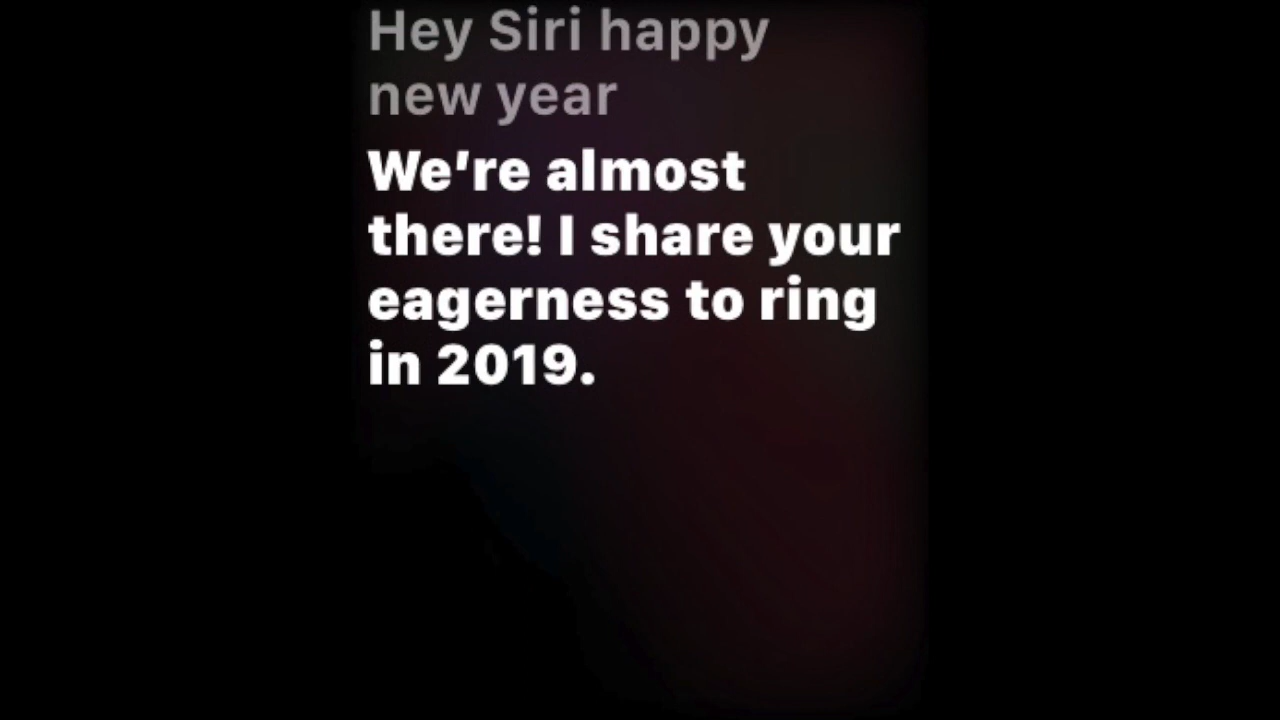 Hey Siri happy
new year
We’re almost
there! I share your
eagerness to ring
in 2019.